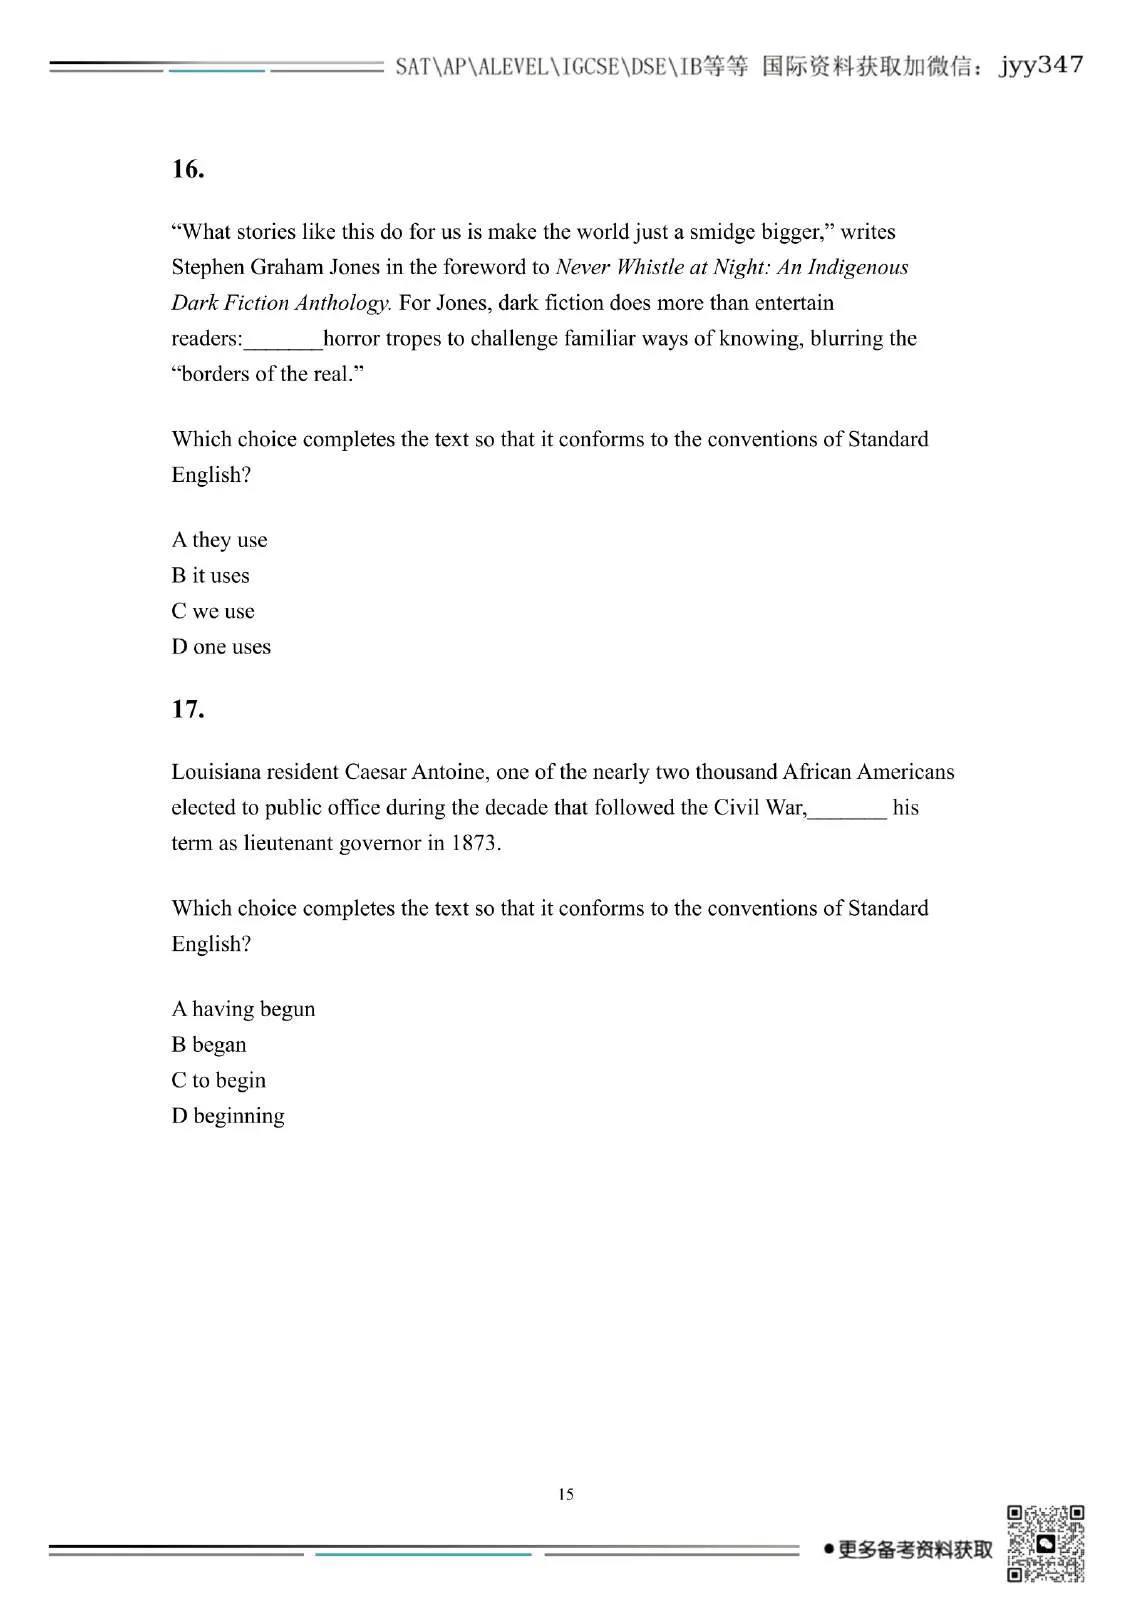 SAT\AP\ALEVEL\IGCSE\DSE\IB等等 国际资料获取加微信: jyy347
16.
“What stories like this do for us is make the world just a smidge bigger,” writes
Stephen Graham Jones in the foreword to Never Whistle at Night: An Indigenous
Dark Fiction Anthology. For Jones, dark fiction does more than entertain
readers:_______horror tropes to challenge familiar ways of knowing, blurring the
“borders of the real.”
Which choice completes the text so that it conforms to the conventions of Standard
English?
A they use
B it uses
C we use
D one uses
17.
Louisiana resident Caesar Antoine, one of the nearly two thousand African Americans
elected to public office during the decade that followed the Civil War,_______ his
term as lieutenant governor in 1873.
Which choice completes the text so that it conforms to the conventions of Standard
English?
A having begun
B began
C to begin
D beginning
15
●更多备考资料获取